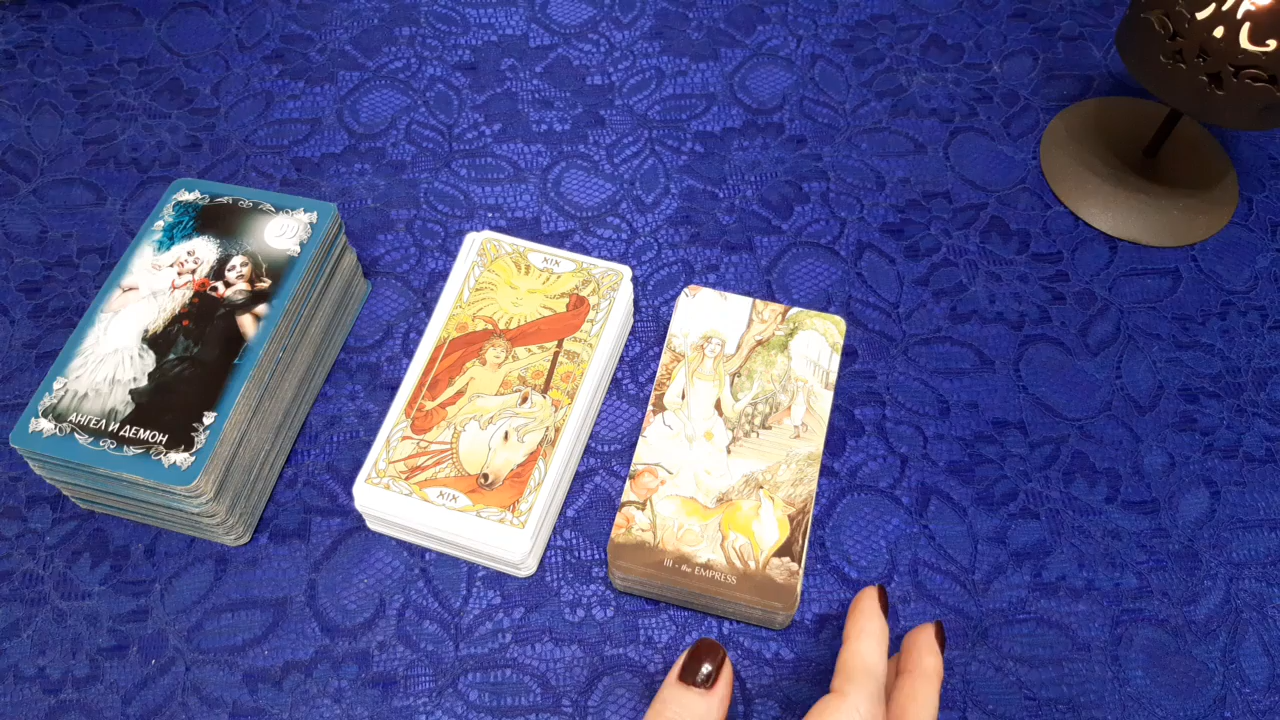 АНГЕЛ И ДЕМОН
XIX
XIX
III - the EMPRESS